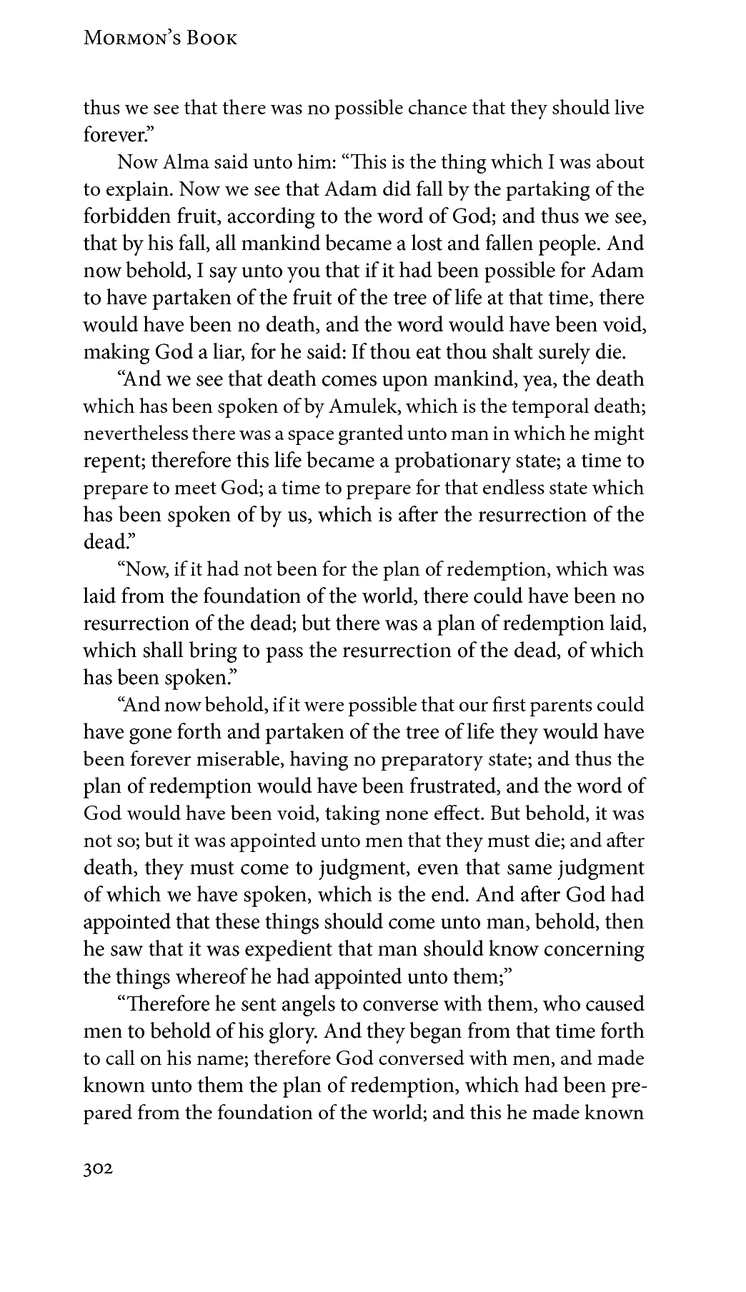 Mormon’s Book
thus we see that there was no possible chance that they should live
forever.”
Now Alma said unto him: “This is the thing which I was about
to explain. Now we see that Adam did fall by the partaking of the
forbidden fruit, according to the word of God; and thus we see,
that by his fall, all mankind became a lost and fallen people. And
now behold, I say unto you that if it had been possible for Adam
to have partaken of the fruit of the tree of life at that time, there
would have been no death, and the word would have been void,
making God a liar, for he said: If thou eat thou shalt surely die.
“And we see that death comes upon mankind, yea, the death
which has been spoken of by Amulek, which is the temporal death;
nevertheless there was a space granted unto man in which he might
repent; therefore this life became a probationary state; a time to
prepare to meet God; a time to prepare for that endless state which
has been spoken of by us, which is after the resurrection of the
dead.”
“Now, if it had not been for the plan of redemption, which was
laid from the foundation of the world, there could have been no
resurrection of the dead; but there was a plan of redemption laid,
which shall bring to pass the resurrection of the dead, of which
has been spoken.”
“And now behold, if it were possible that our first parents could
have gone forth and partaken of the tree of life they would have
been forever miserable, having no preparatory state; and thus the
plan of redemption would have been frustrated, and the word of
God would have been void, taking none effect. But behold, it was
not so; but it was appointed unto men that they must die; and after
death, they must come to judgment, even that same judgment
of which we have spoken, which is the end. And after God had
appointed that these things should come unto man, behold, then
he saw that it was expedient that man should know concerning
the things whereof he had appointed unto them;”
“Therefore he sent angels to converse with them, who caused
men to behold of his glory. And they began from that time forth
to call on his name; therefore God conversed with men, and made
known unto them the plan of redemption, which had been pre-
pared from the foundation of the world; and this he made known
302